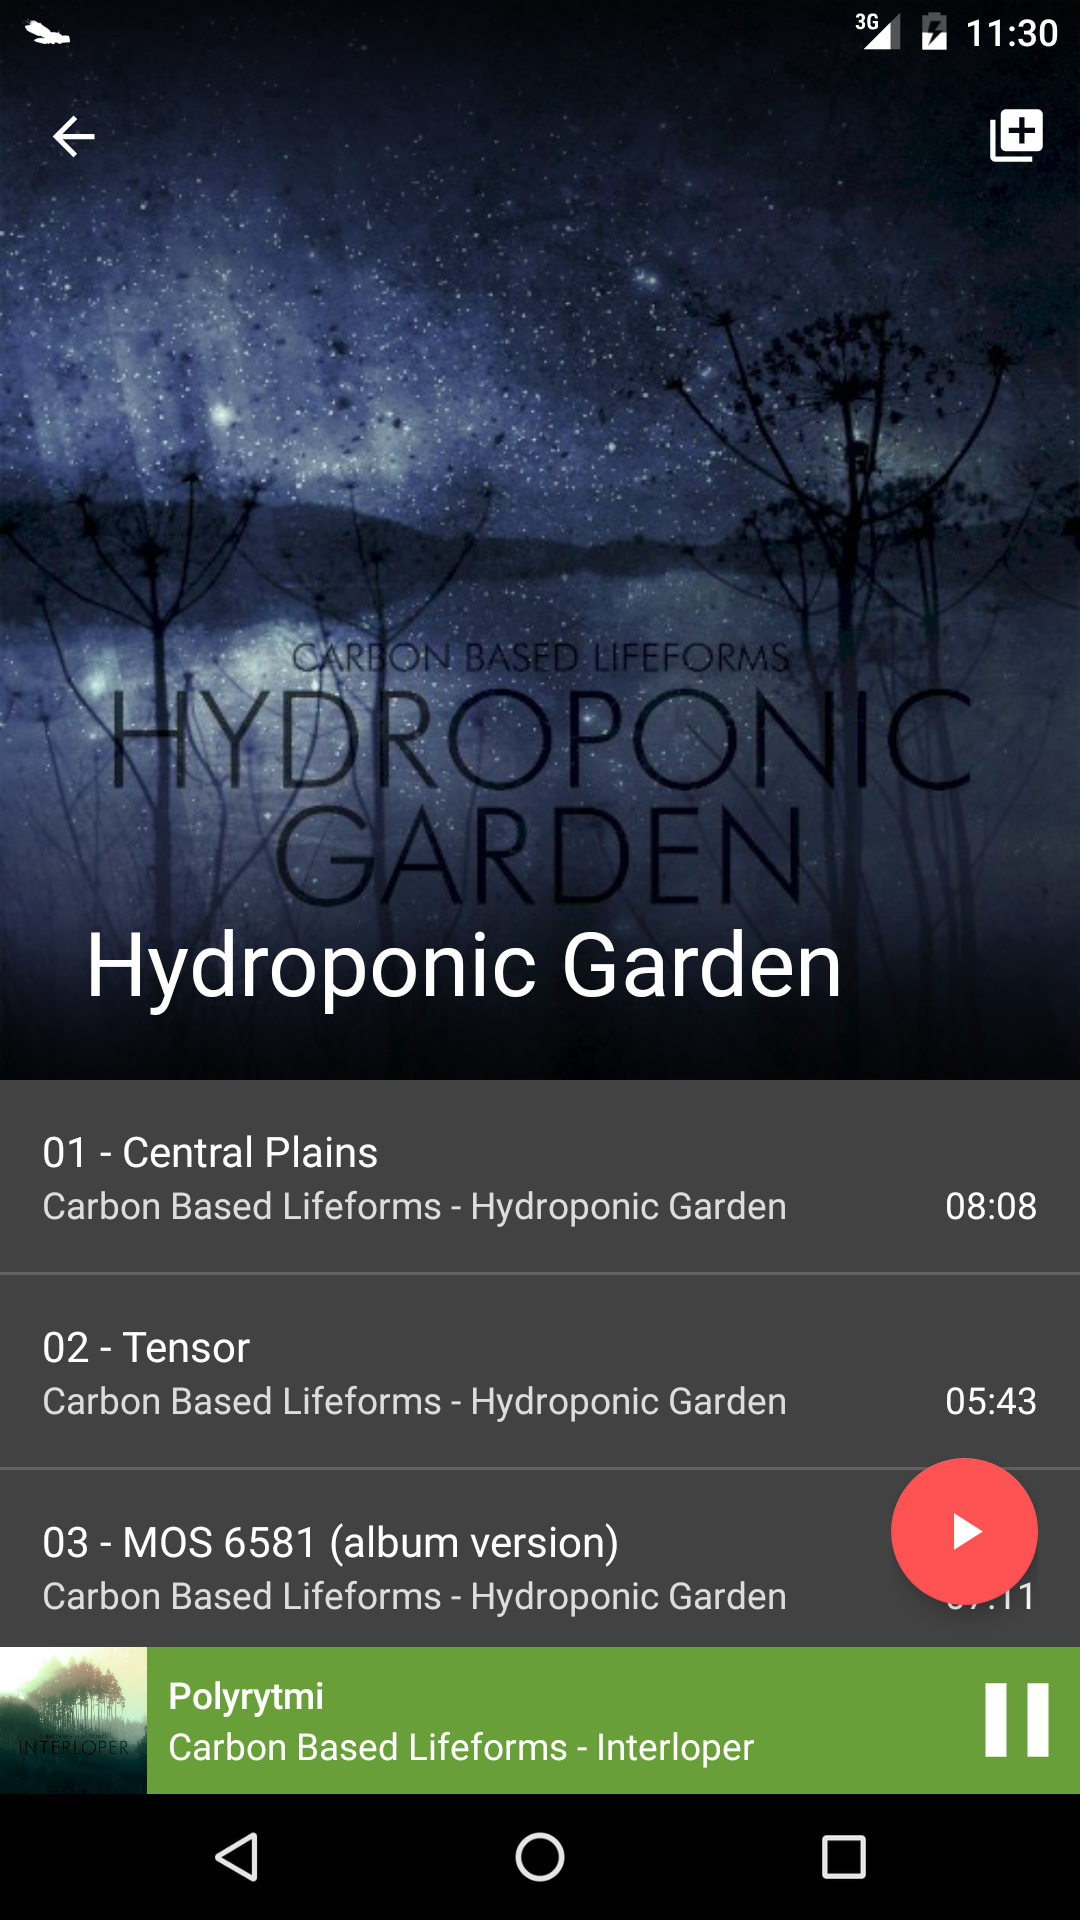 3G 11:30
CARBON BASED LIFEFORMS
HYDROPONIC
GARDEN
Hydroponic Garden
01 - Central Plains
Carbon Based Lifeforms - Hydroponic Garden 08:08
02 - Tensor
Carbon Based Lifeforms - Hydroponic Garden 05:43
03 - MOS 6581 (album version)
Carbon Based Lifeforms - Hydroponic Garden
Polyrytmi
INTERLOPER
Carbon Based Lifeforms - Interloper